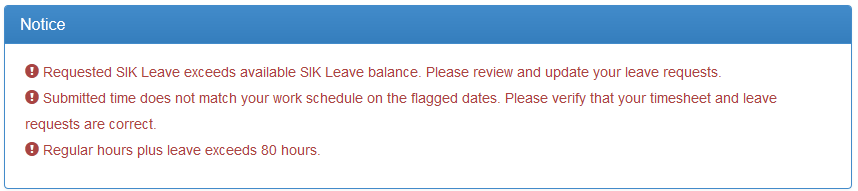 Notice
Requested SIK Leave exceeds available SIK Leave balance. Please review and update your leave requests.
Submitted time does not match your work schedule on the flagged dates. Please verify that your timesheet and leave
requests are correct.
Regular hours plus leave exceeds 80 hours.